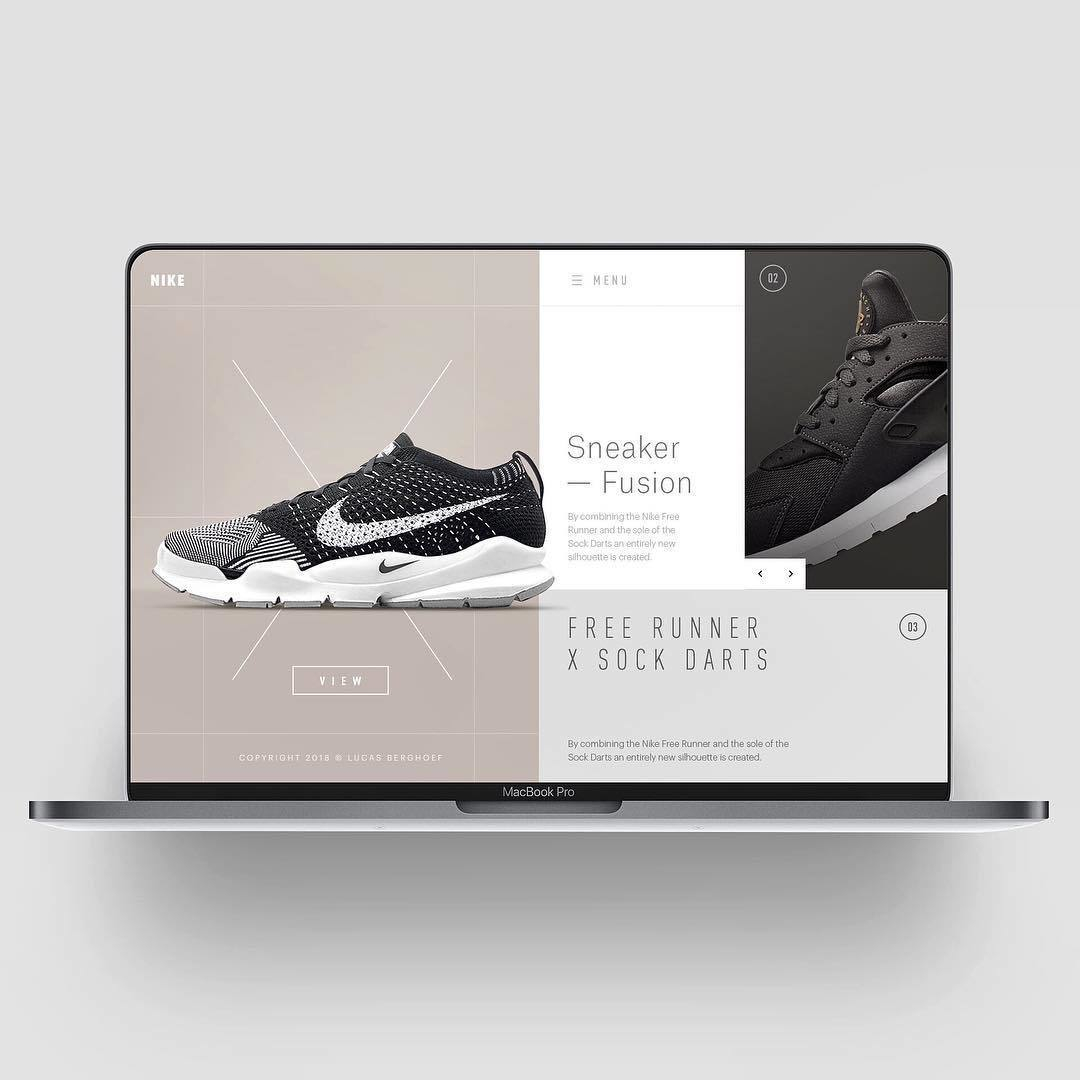 NIKE
MENU
02
Sneaker
— Fusion
By combining the Nike Free
Runner and the sole of the
Sock Darts an entirely new
silhouette is created.
FREE RUNNER
X SOCK DARTS
03
VIEW
By combining the Nike Free Runner and the sole of the
Sock Darts an entirely new silhouette is created.
COPYRIGHT 2018 © LUCAS BERGHOEF
MacBook Pro